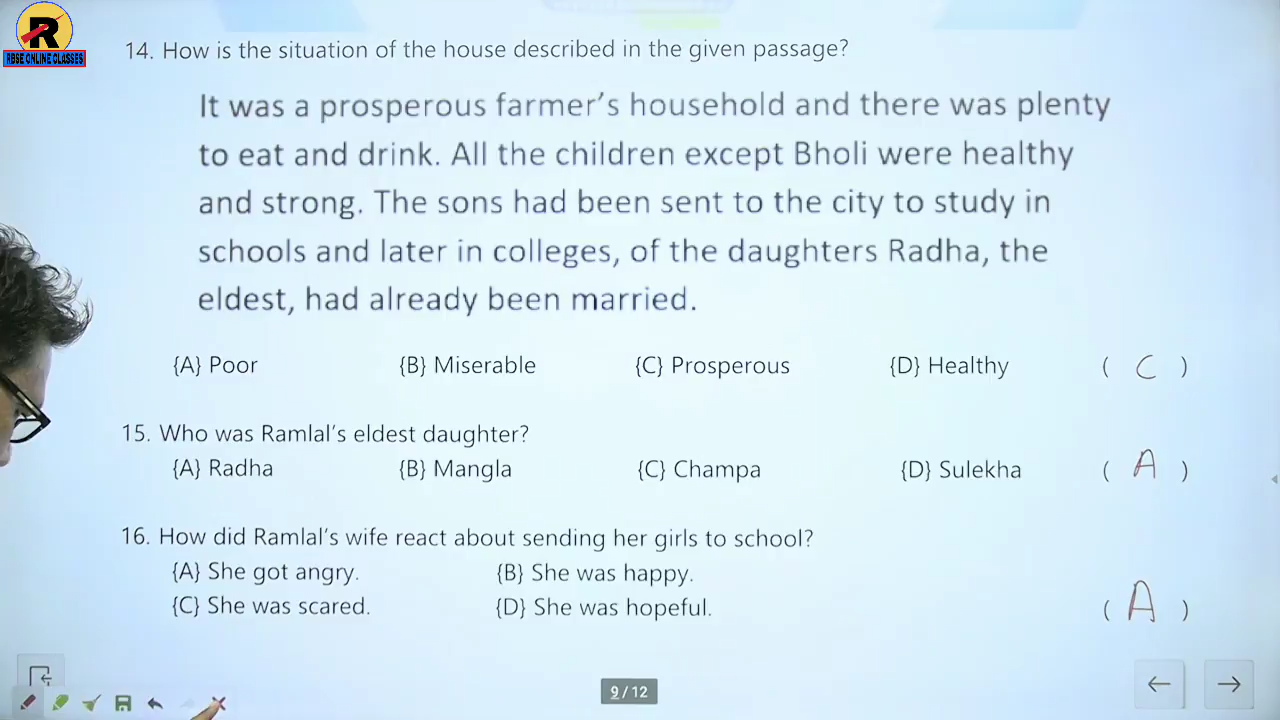 R
RBSE ONLINE CLASSES
14. How is the situation of the house described in the given passage?
It was a prosperous farmer's household and there was plenty
to eat and drink. All the children except Bholi were healthy
and strong. The sons had been sent to the city to study in
schools and later in colleges, of the daughters Radha, the
eldest, had already been married.
{A} Poor {B} Miserable {C} Prosperous {D} Healthy ( C )
15. Who was Ramlal's eldest daughter?
{A} Radha {B} Mangla {C} Champa {D} Sulekha ( A )
16. How did Ramlal's wife react about sending her girls to school?
{A} She got angry. {B} She was happy.
{C} She was scared. {D} She was hopeful. ( A )
9 / 12